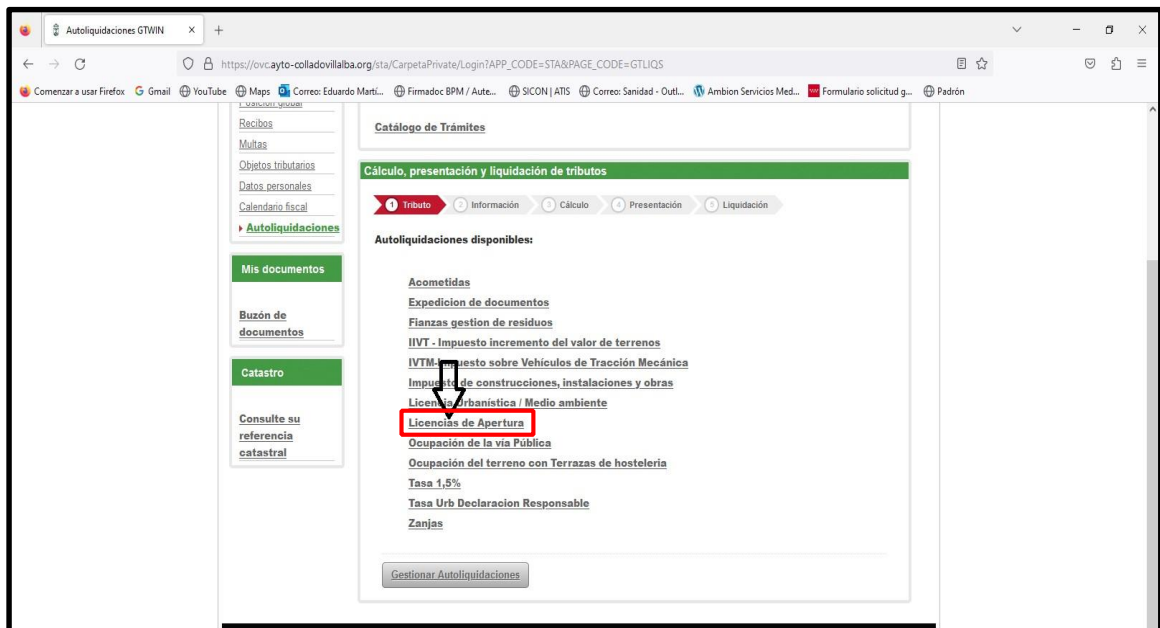 Autoliquidaciones GTWIN
https://ovc.ayto-colladovillalba.org/sta/CarpetaPrivate/Login?APP_CODE=STA&PAGE_CODE=GTLIQS
Comenzar a usar Firefox Gmail YouTube Maps Correo: Eduardo Martí... Firmadoc BPM / Aute... SICON | ATIS Correo: Sanidad - Outl... Ambion Servicios Med... Formulario solicitud g... Padrón
Posición global
Recibos
Multas
Objetos tributarios
Datos personales
Calendario fiscal
Autoliquidaciones
Mis documentos
Buzón de
documentos
Catastro
Consulte su
referencia
catastral
Catálogo de Trámites
Cálculo, presentación y liquidación de tributos
1 Tributo 2 Información 3 Cálculo 4 Presentación 5 Liquidación
Autoliquidaciones disponibles:
Acometidas
Expedicion de documentos
Fianzas gestion de residuos
IIVT - Impuesto incremento del valor de terrenos
IVTM-Impuesto sobre Vehículos de Tracción Mecánica
Impuesto de construcciones, instalaciones y obras
Licencia Urbanística / Medio ambiente
Licencias de Apertura
Ocupación de la vía Pública
Ocupación del terreno con Terrazas de hosteleria
Tasa 1,5%
Tasa Urb Declaracion Responsable
Zanjas
Gestionar Autoliquidaciones